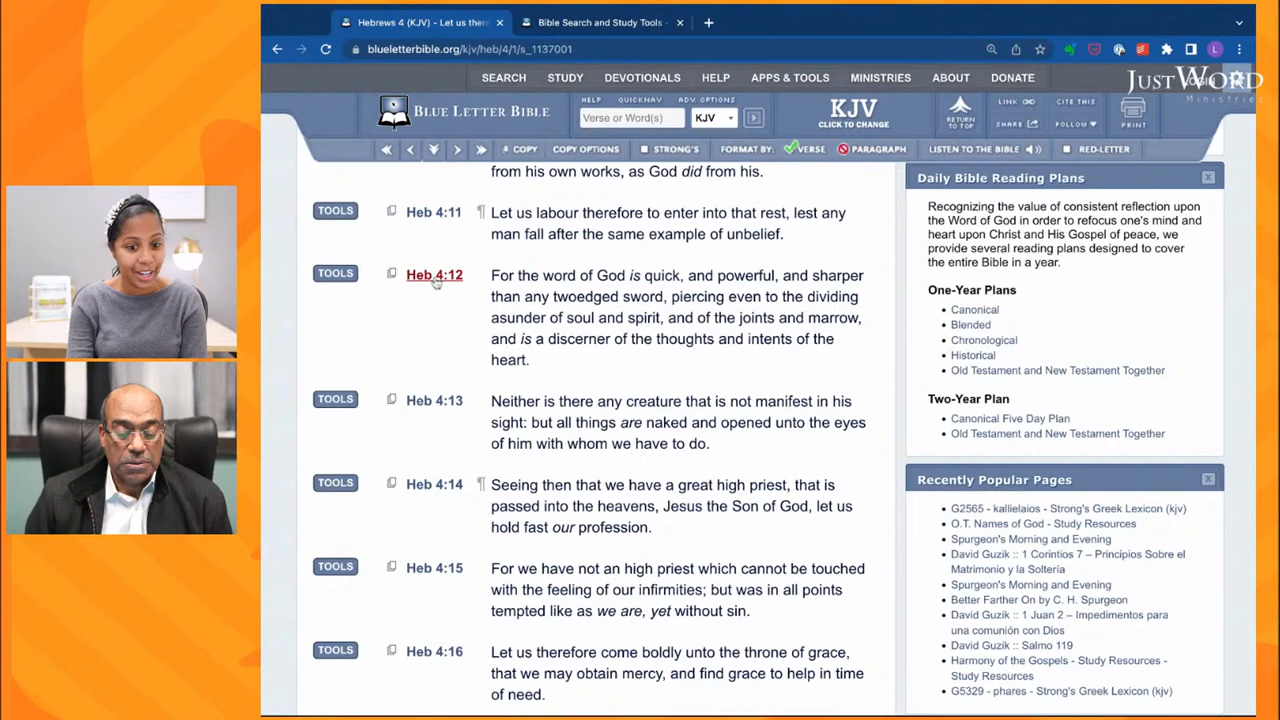 Hebrews 4 (KJV) - Let us ther
Bible Search and Study Tools -
blueletterbible.org/kjv/heb/4/1/s_1137001
L
SEARCH STUDY DEVOTIONALS HELP APPS & TOOLS MINISTRIES ABOUT DONATE
JUSTWORD
Ministries
BLUE LETTER BIBLE
HELP QUICKNAV ADV. OPTIONS
Verse or Word(s) KJV
KJV
CLICK TO CHANGE
RETURN
TO TOP
LINK CITE THIS
SHARE FOLLOW
PRINT
COPY COPY OPTIONS STRONG'S FORMAT BY: VERSE PARAGRAPH LISTEN TO THE BIBLE RED-LETTER
from his own works, as God did from his.
TOOLS Heb 4:11 ¶ Let us labour therefore to enter into that rest, lest any
man fall after the same example of unbelief.
TOOLS Heb 4:12 For the word of God is quick, and powerful, and sharper
than any twoedged sword, piercing even to the dividing
asunder of soul and spirit, and of the joints and marrow,
and is a discerner of the thoughts and intents of the
heart.
TOOLS Heb 4:13 Neither is there any creature that is not manifest in his
sight: but all things are naked and opened unto the eyes
of him with whom we have to do.
TOOLS Heb 4:14 ¶ Seeing then that we have a great high priest, that is
passed into the heavens, Jesus the Son of God, let us
hold fast our profession.
TOOLS Heb 4:15 For we have not an high priest which cannot be touched
with the feeling of our infirmities; but was in all points
tempted like as we are, yet without sin.
TOOLS Heb 4:16 Let us therefore come boldly unto the throne of grace,
that we may obtain mercy, and find grace to help in time
of need.
Daily Bible Reading Plans
Recognizing the value of consistent reflection upon
the Word of God in order to refocus one's mind and
heart upon Christ and His Gospel of peace, we
provide several reading plans designed to cover
the entire Bible in a year.
One-Year Plans
• Canonical
• Blended
• Chronological
• Historical
• Old Testament and New Testament Together
Two-Year Plan
• Canonical Five Day Plan
• Old Testament and New Testament Together
Recently Popular Pages
• G2565 - kallielaios - Strong's Greek Lexicon (kjv)
• O.T. Names of God - Study Resources
• Spurgeon's Morning and Evening
• David Guzik :: 1 Corintios 7 – Principios Sobre el
Matrimonio y la Soltería
• Spurgeon's Morning and Evening
• Better Farther On by C. H. Spurgeon
• David Guzik :: 1 Juan 2 – Impedimentos para
una comunión con Dios
• David Guzik :: Salmo 119
• Harmony of the Gospels - Study Resources -
Study Resources
• G5329 - phares - Strong's Greek Lexicon (kjv)